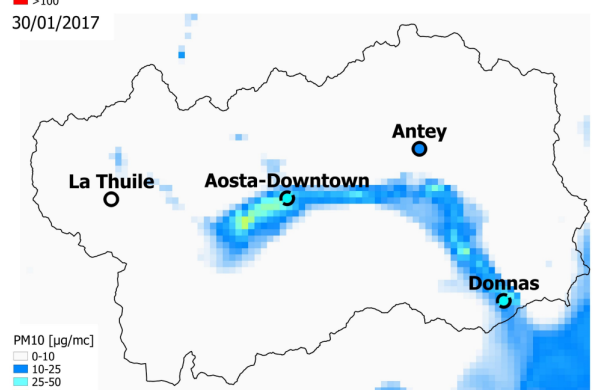 >100
30/01/2017
Antey
La Thuile
Aosta-Downtown
Donnas
PM10 [µg/mc]
0-10
10-25
25-50